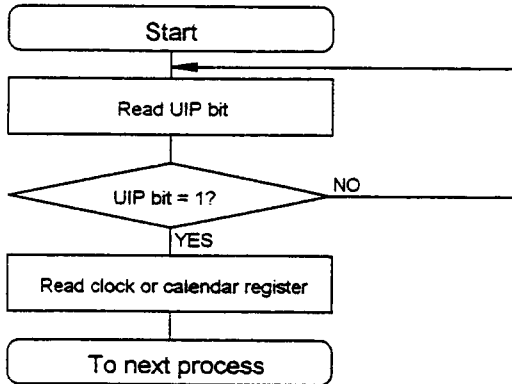 Start
Read UIP bit
UIP bit = 1?
NO
YES
Read clock or calendar register
To next process